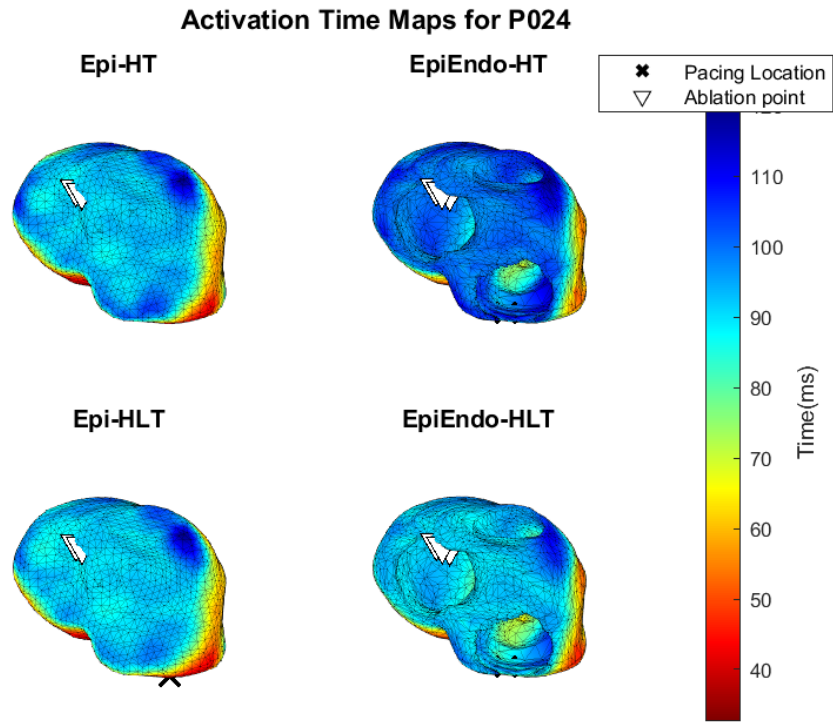 Activation Time Maps for P024
Epi-HT
EpiEndo-HT
Pacing Location
Ablation point
110
100
90
80
70
60
50
40
Time(ms)
Epi-HLT
EpiEndo-HLT